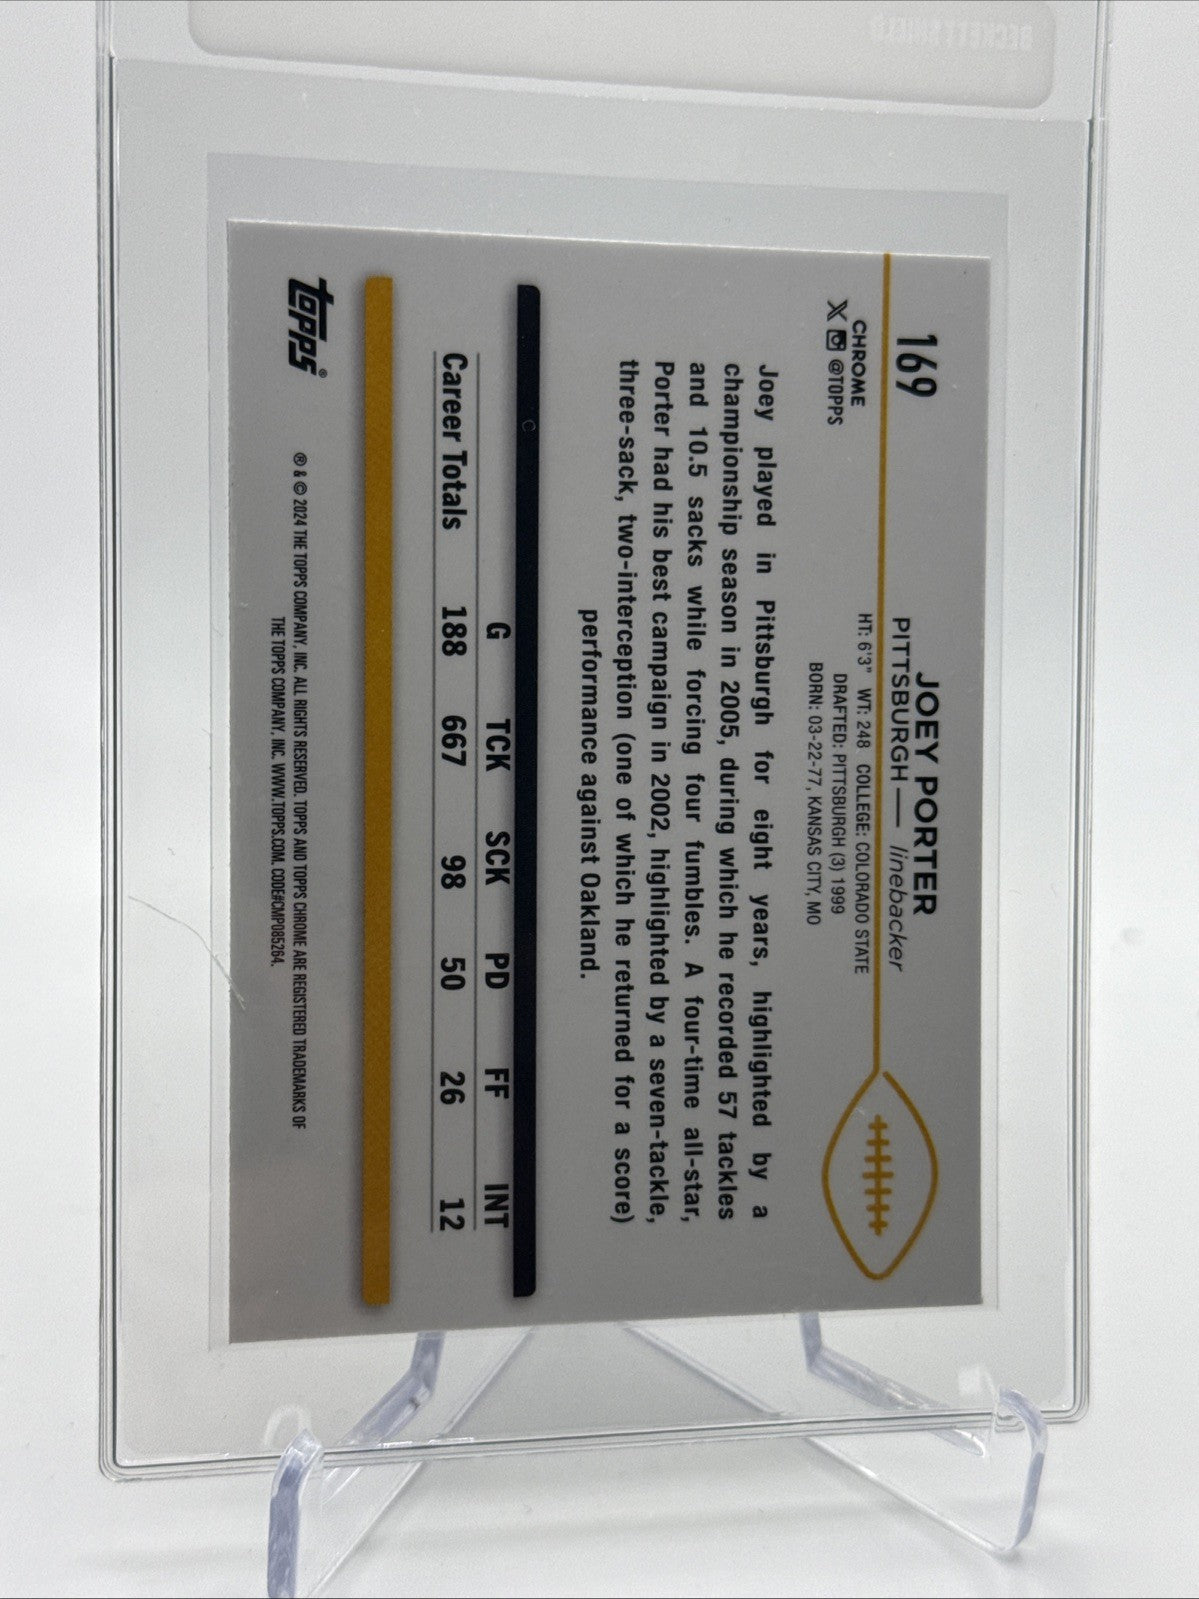 169
JOEY PORTER
PITTSBURGH — linebacker
CHROME
X @TOPPS
HT: 6'3" WT: 248 COLLEGE: COLORADO STATE
DRAFTED: PITTSBURGH (3) 1999
BORN: 03-22-77, KANSAS CITY, MO
Joey played in Pittsburgh for eight years, highlighted by a
championship season in 2005, during which he recorded 57 tackles
and 10.5 sacks while forcing four fumbles. A four-time all-star,
Porter had his best campaign in 2002, highlighted by a seven-tackle,
three-sack, two-interception (one of which he returned for a score)
performance against Oakland.
C
G TCK SCK PD FF INT
Career Totals 188 667 98 50 26 12
topps®
® & © 2024 THE TOPPS COMPANY, INC. ALL RIGHTS RESERVED. TOPPS AND TOPPS CHROME ARE REGISTERED TRADEMARKS OF
THE TOPPS COMPANY, INC. WWW.TOPPS.COM. CODE#CMP085264.
BECKETT SHIELD